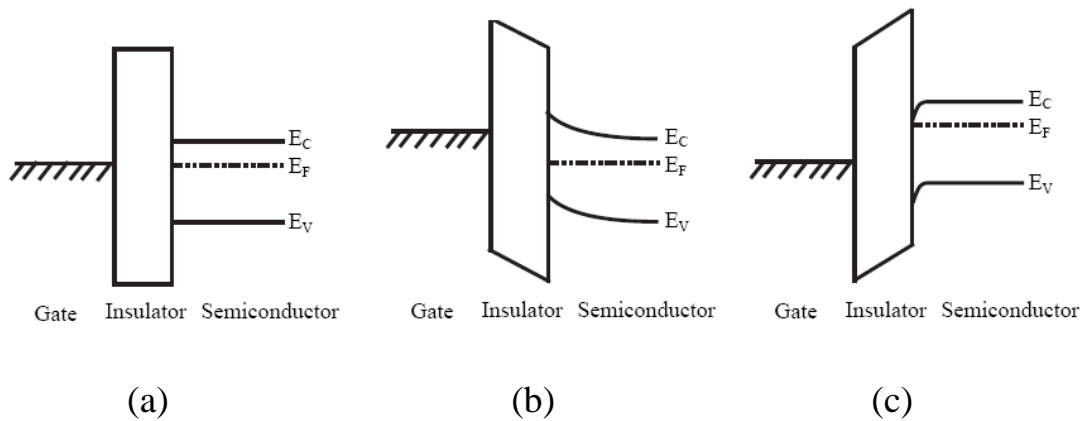 E_C
E_F
E_V
Gate Insulator Semiconductor
(a)
E_C
E_F
E_V
Gate Insulator Semiconductor
(b)
E_C
E_F
E_V
Gate Insulator Semiconductor
(c)